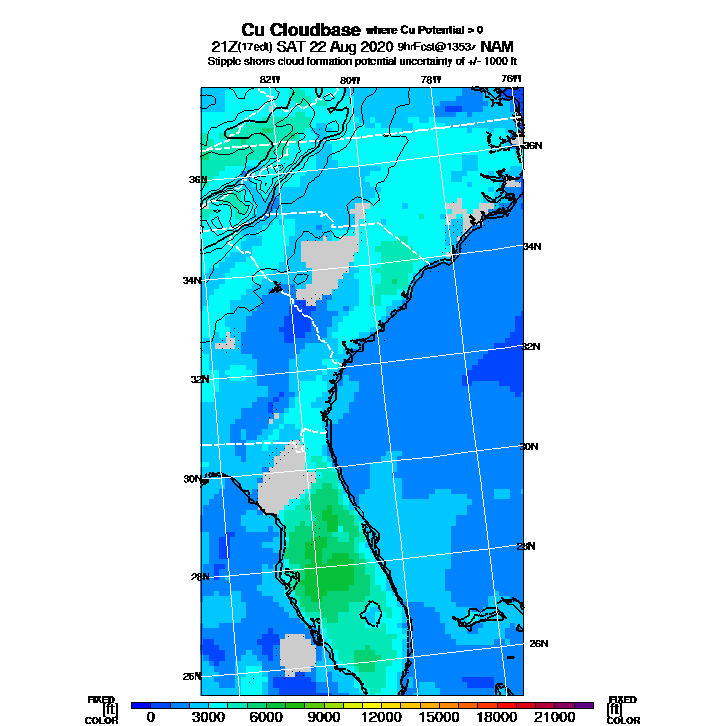 Cu Cloudbase where Cu Potential > 0
21Z(17edt) SAT 22 Aug 2020 9hrFcst@1353z NAM
Stipple shows cloud formation potential uncertainty of +/- 1000 ft
82W 80W 78W 76W
36N
36N
34N
34N
32N
32N
30N
30N
28N
28N
26N
26N
FIXED FIXED
[ft] [ft]
COLOR 0 3000 6000 9000 12000 15000 18000 21000 COLOR